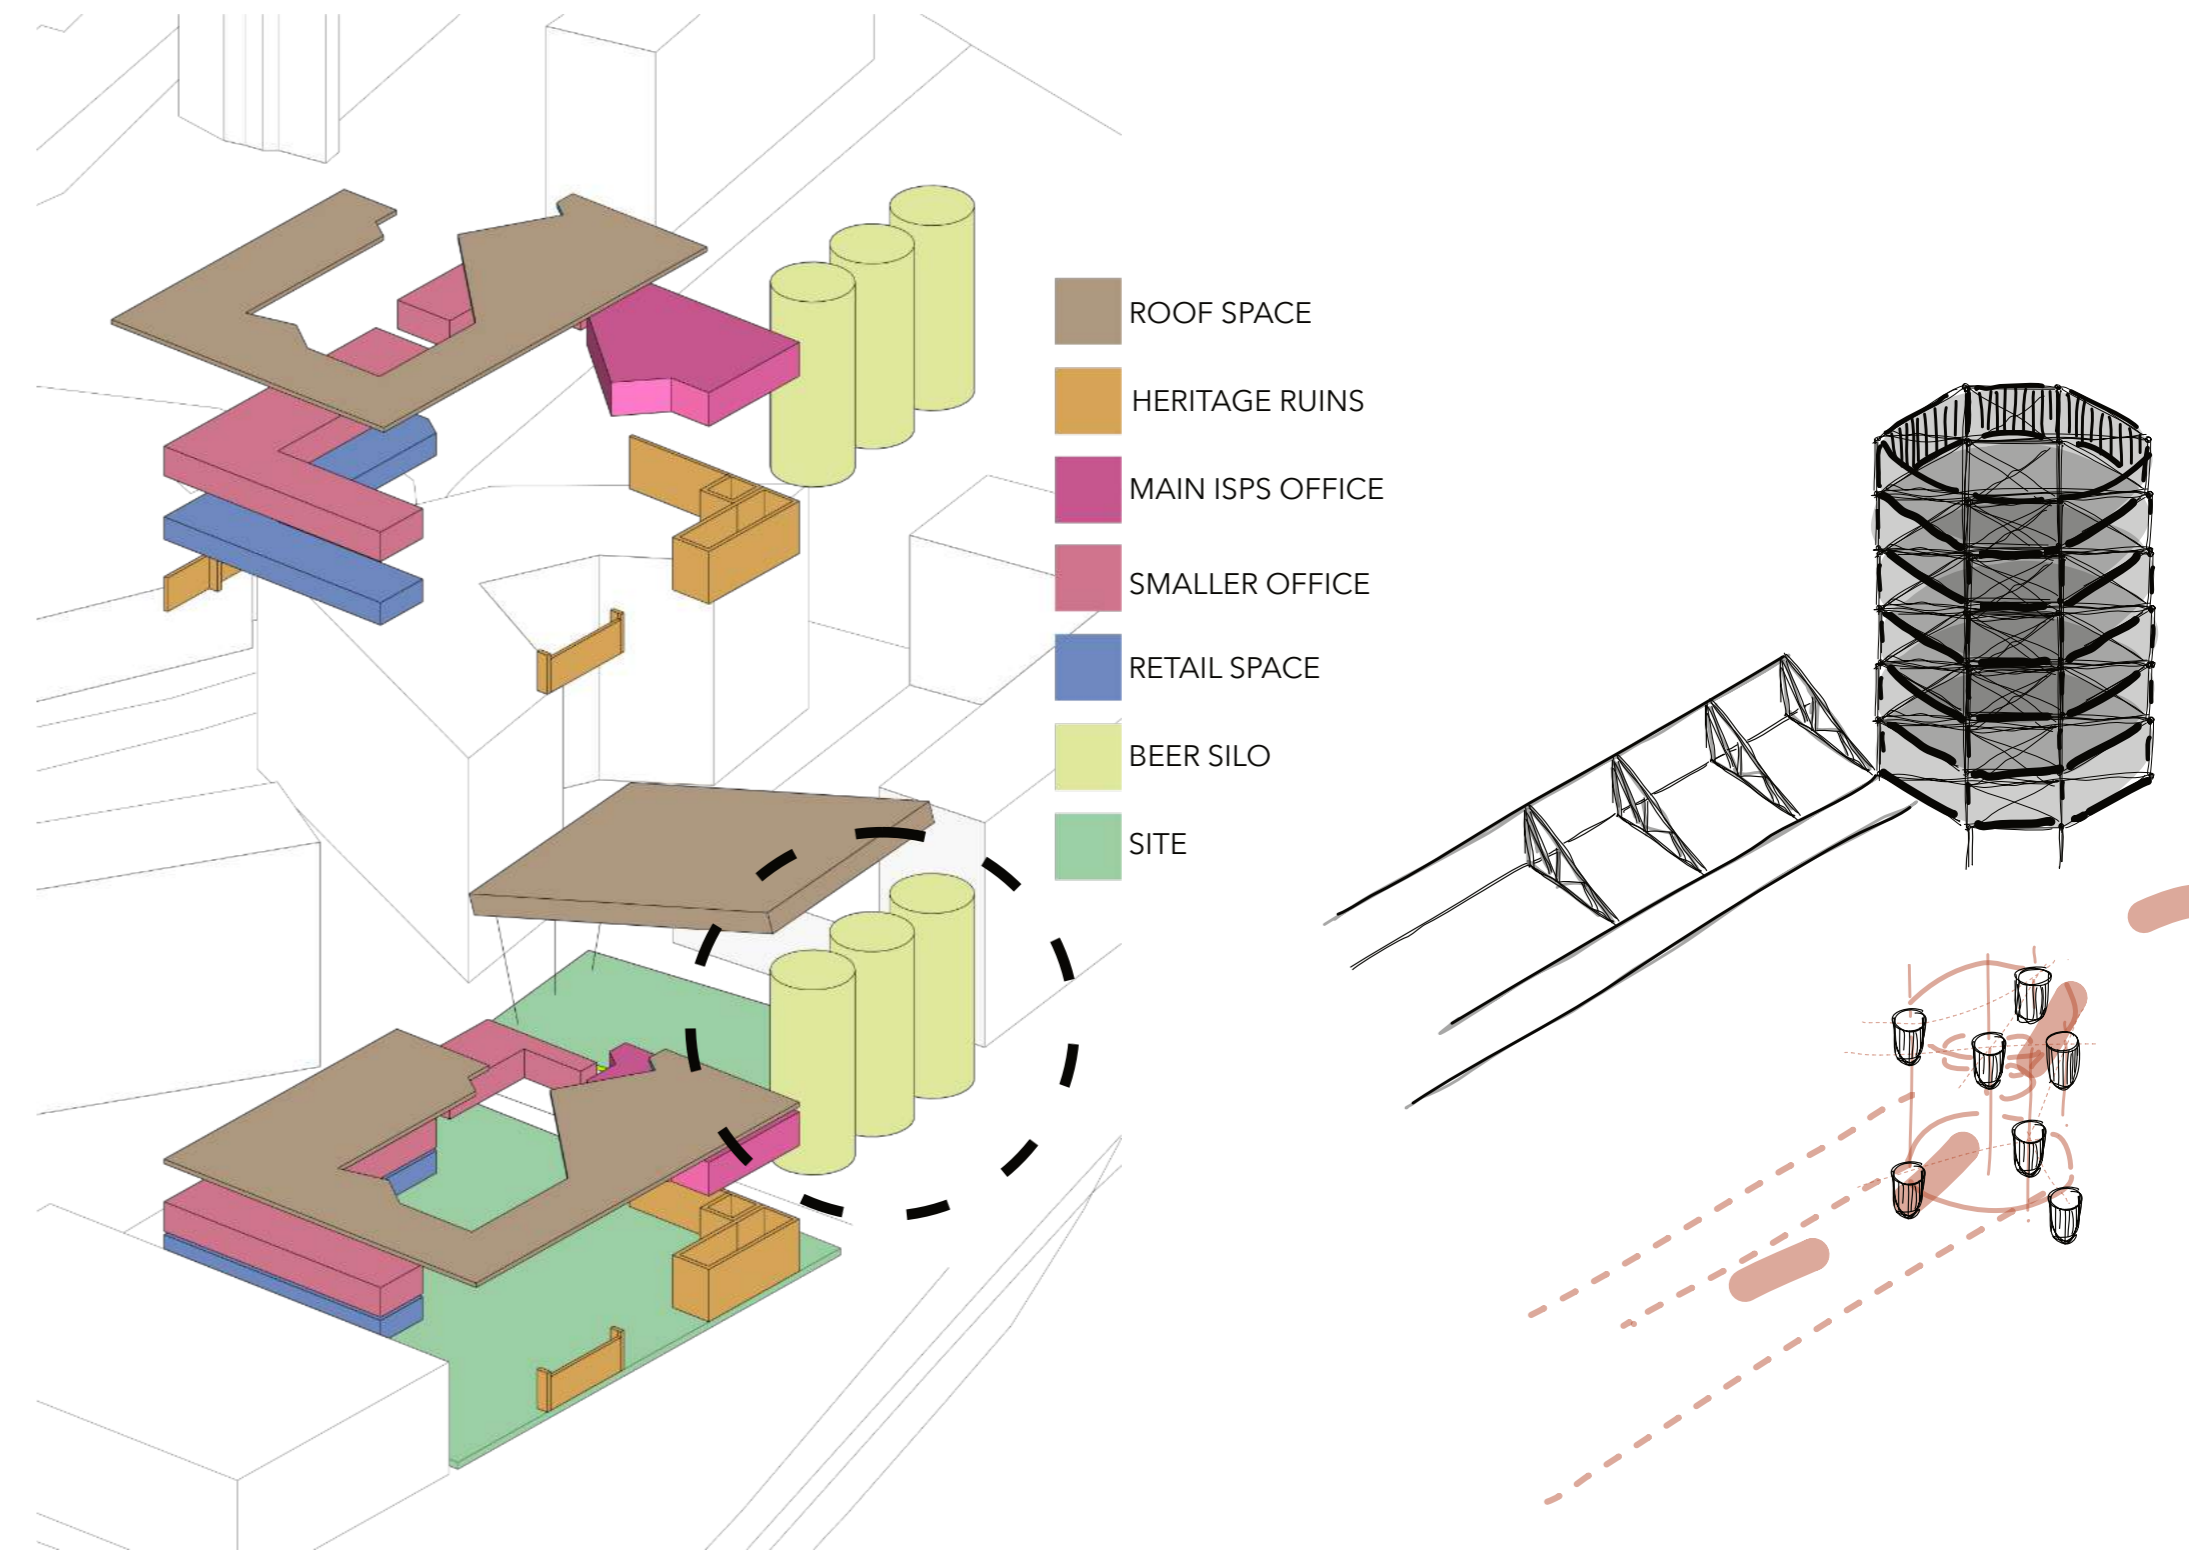 ROOF SPACE
HERITAGE RUINS
MAIN ISPS OFFICE
SMALLER OFFICE
RETAIL SPACE
BEER SILO
SITE